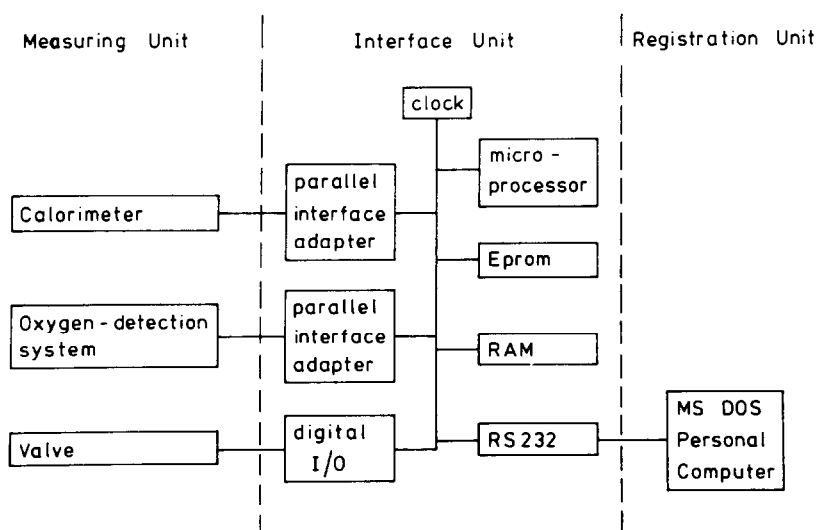 Measuring Unit
Interface Unit
Registration Unit
clock
micro-
processor
parallel
interface
adapter
Calorimeter
Eprom
parallel
interface
adapter
Oxygen-detection
system
RAM
MS DOS
Personal
Computer
digital
I/O
RS232
Valve